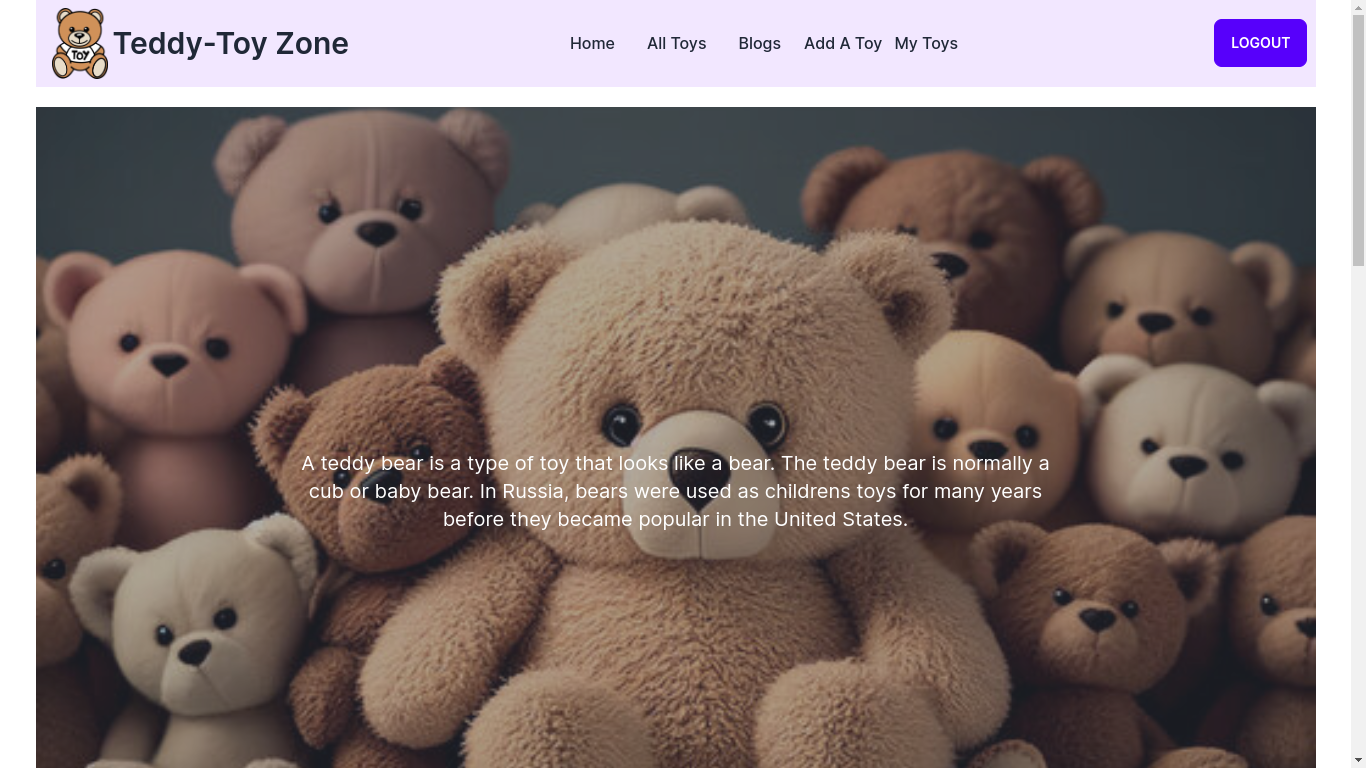 TOY
Teddy-Toy Zone
Home
All Toys
Blogs
Add A Toy
My Toys
LOGOUT
A teddy bear is a type of toy that looks like a bear. The teddy bear is normally a
cub or baby bear. In Russia, bears were used as childrens toys for many years
before they became popular in the United States.